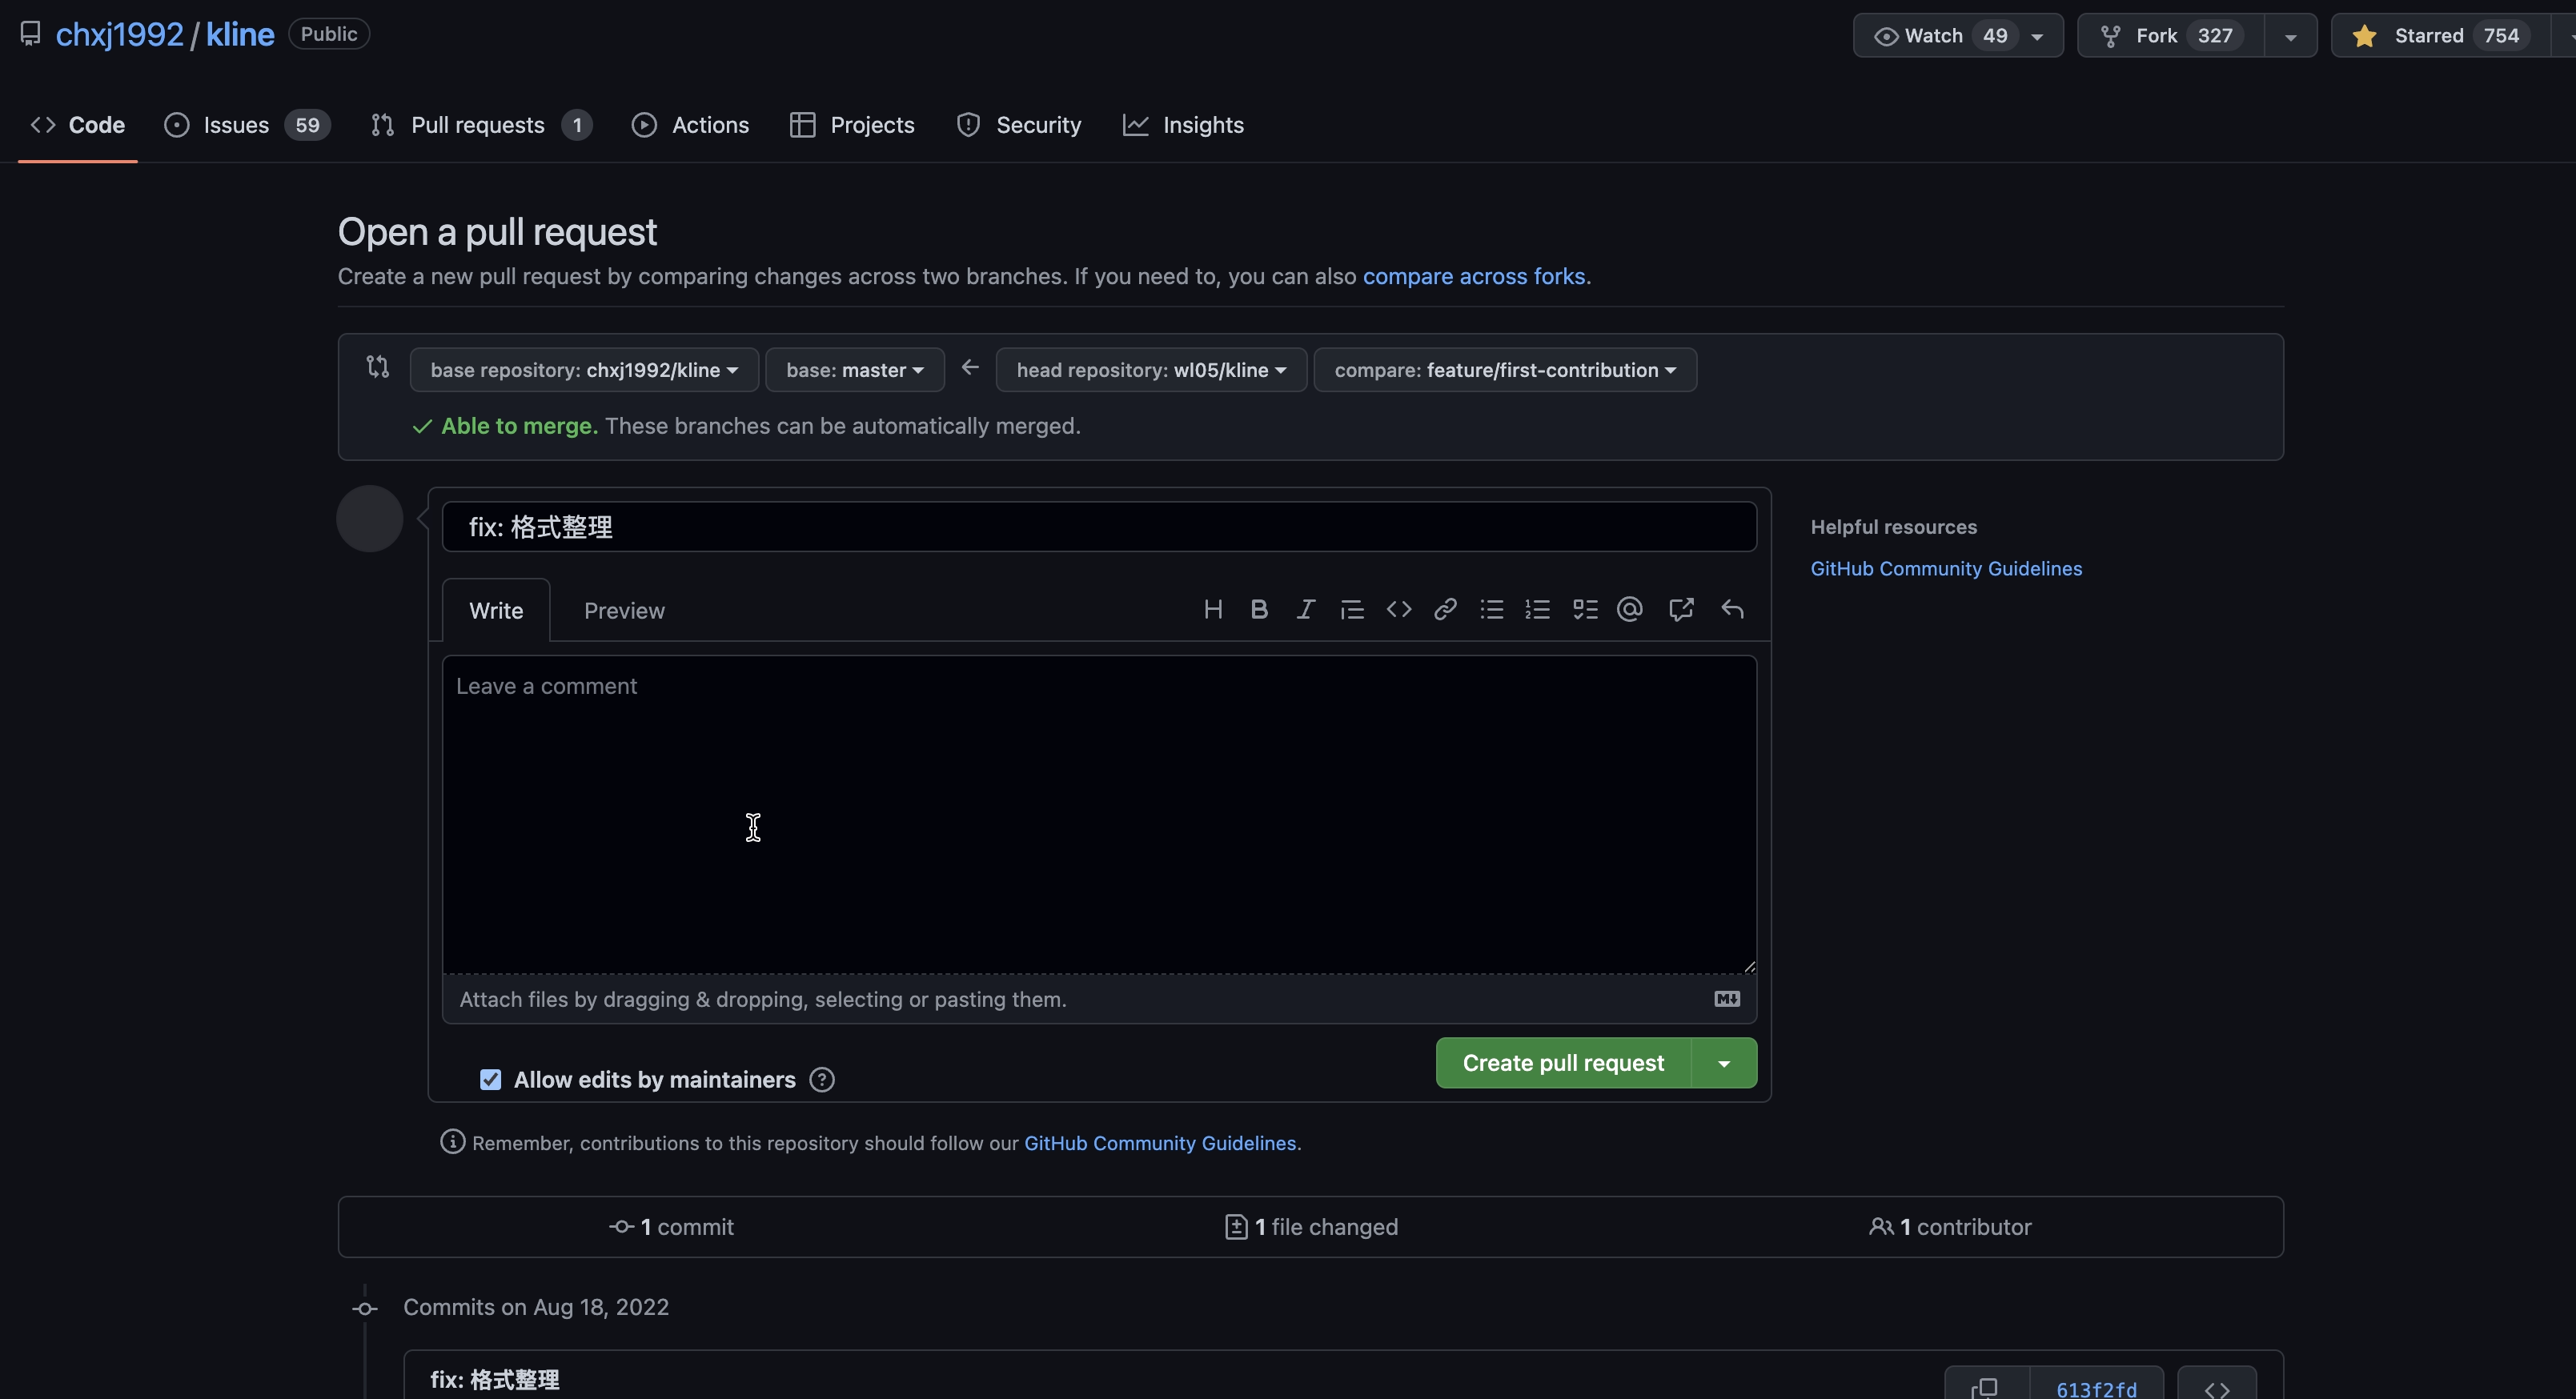 chxj1992 / kline Public Watch 49 Fork 327 Starred 754
Code Issues 59 Pull requests 1 Actions Projects Security Insights
Open a pull request
Create a new pull request by comparing changes across two branches. If you need to, you can also compare across forks.
base repository: chxj1992/kline base: master head repository: wl05/kline compare: feature/first-contribution
Able to merge. These branches can be automatically merged.
fix: 格式整理
Helpful resources
GitHub Community Guidelines
Write Preview
Leave a comment
Attach files by dragging & dropping, selecting or pasting them.
Allow edits by maintainers
Create pull request
Remember, contributions to this repository should follow our GitHub Community Guidelines.
1 commit 1 file changed 1 contributor
Commits on Aug 18, 2022
fix: 格式整理 613f2fd